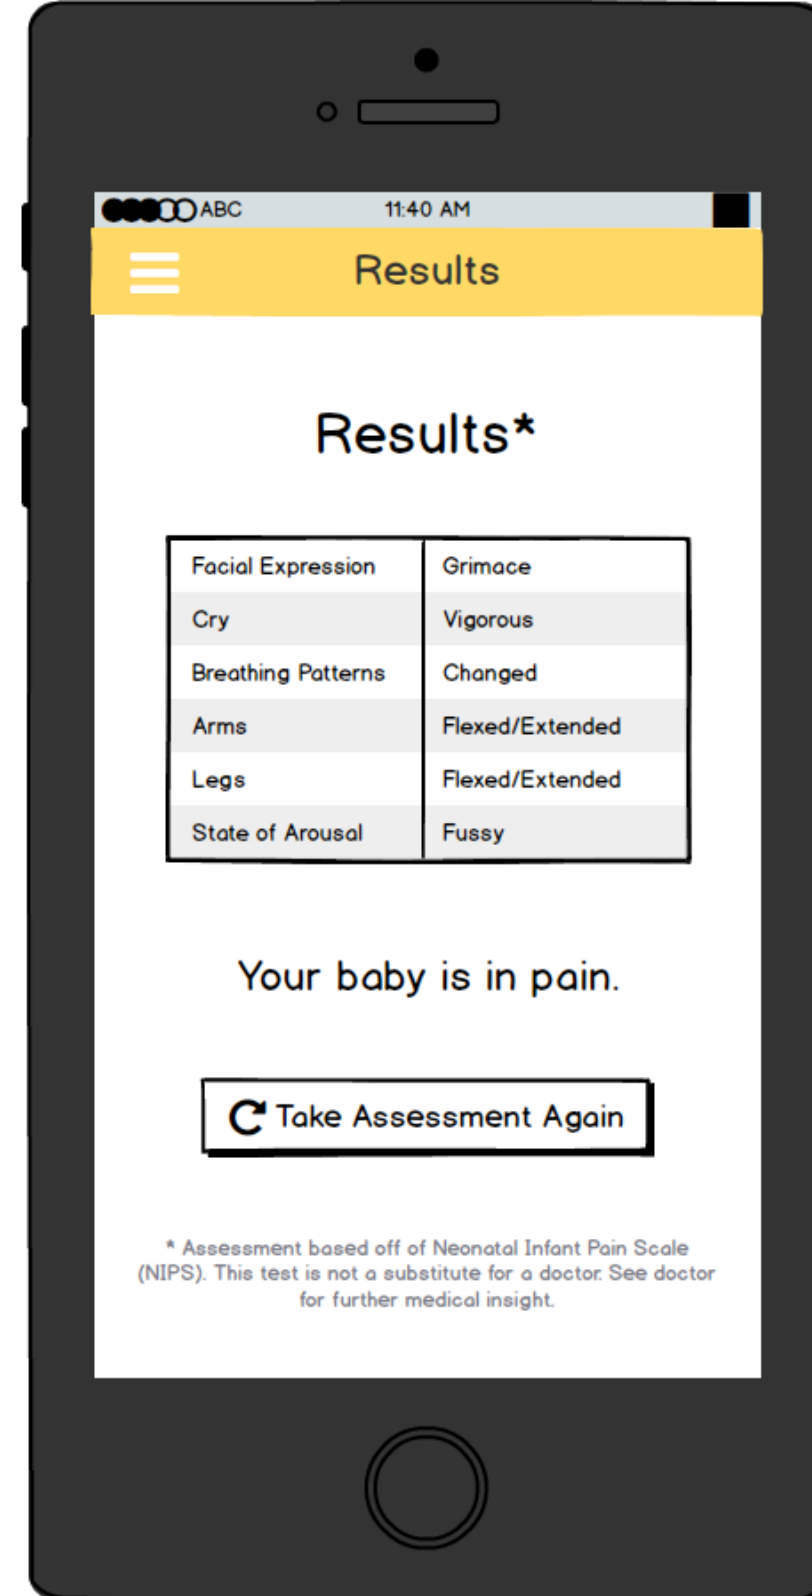 ABC 11:40 AM
Results
Results*
Facial Expression Grimace
Cry Vigorous
Breathing Patterns Changed
Arms Flexed/Extended
Legs Flexed/Extended
State of Arousal Fussy
Your baby is in pain.
Take Assessment Again
* Assessment based off of Neonatal Infant Pain Scale
(NIPS). This test is not a substitute for a doctor. See doctor
for further medical insight.